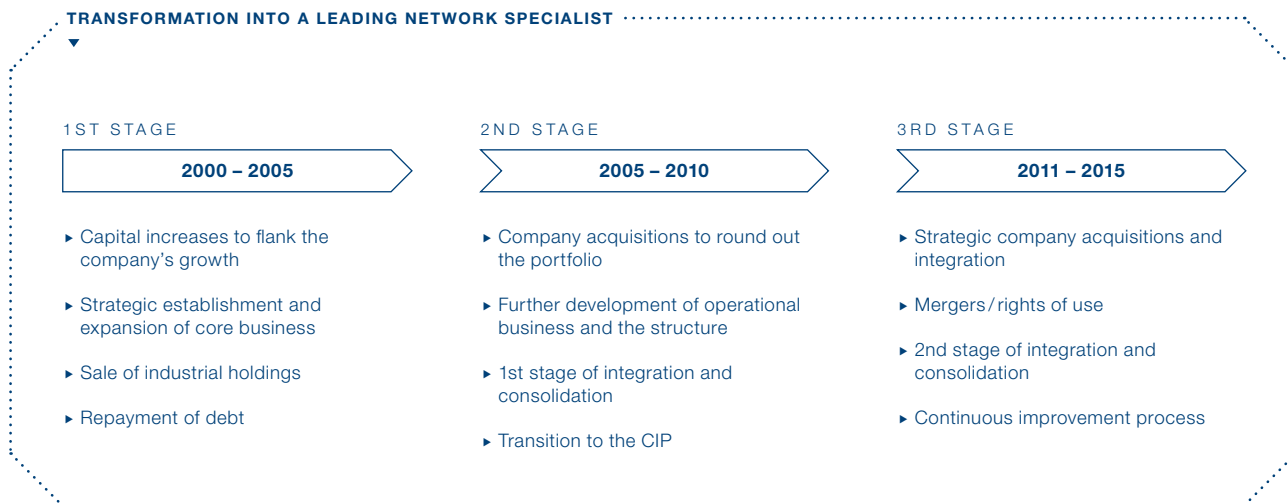 TRANSFORMATION INTO A LEADING NETWORK SPECIALIST
1ST STAGE
2000 – 2005
▸ Capital increases to flank the
company’s growth
▸ Strategic establishment and
expansion of core business
▸ Sale of industrial holdings
▸ Repayment of debt
2ND STAGE
2005 – 2010
▸ Company acquisitions to round out
the portfolio
▸ Further development of operational
business and the structure
▸ 1st stage of integration and
consolidation
▸ Transition to the CIP
3RD STAGE
2011 – 2015
▸ Strategic company acquisitions and
integration
▸ Mergers / rights of use
▸ 2nd stage of integration and
consolidation
▸ Continuous improvement process